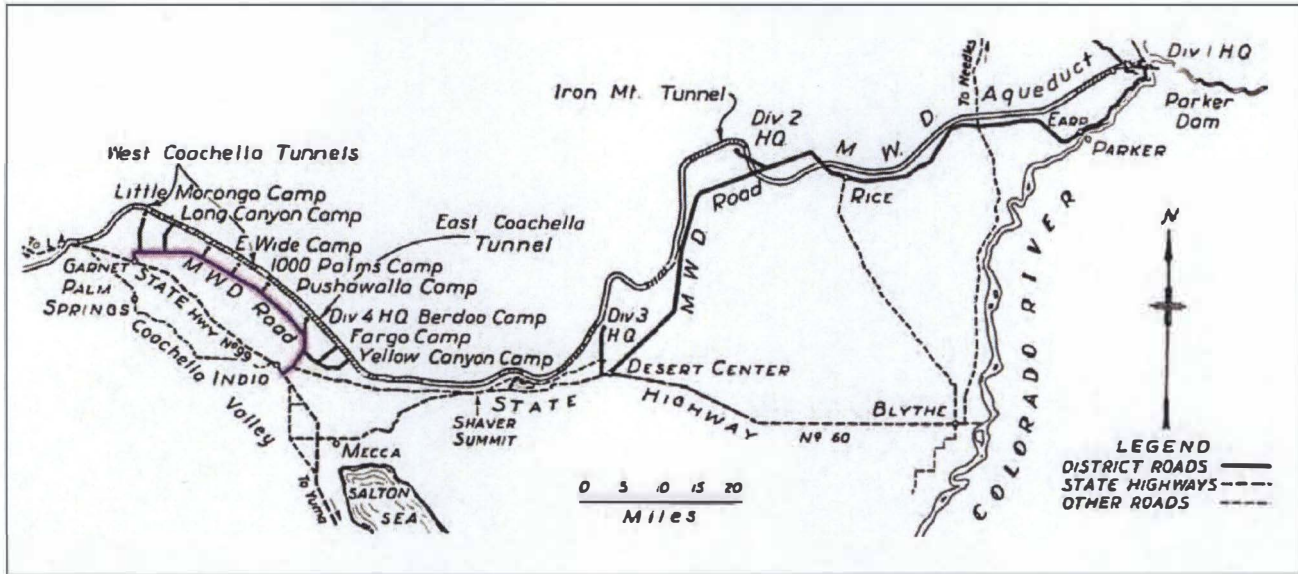 Div 1 HQ
Parker
Dam
Aqueduct
M. W. D.
To Needles
EARP
PARKER
Iron Mt. Tunnel
Div 2
HQ
RICE
M W D Road
West Coachella Tunnels
Little Morongo Camp
Long Canyon Camp
E. Wide Camp
1000 Palms Camp
Pushawalla Camp
Div 4 HQ Berdoo Camp
Fargo Camp
Yellow Canyon Camp
East Coachella
Tunnel
To LA
GARNET
PALM
SPRINGS
STATE HWY No 99
MWD Road
Coachella
Valley
INDIO
Div 3
HQ
DESERT CENTER
SHAVER
SUMMIT
STATE HIGHWAY No 60
BLYTHE
COLORADO RIVER
MECCA
To Yuma
SALTON
SEA
0 5 10 15 20
Miles
N
LEGEND
DISTRICT ROADS
STATE HIGHWAYS
OTHER ROADS